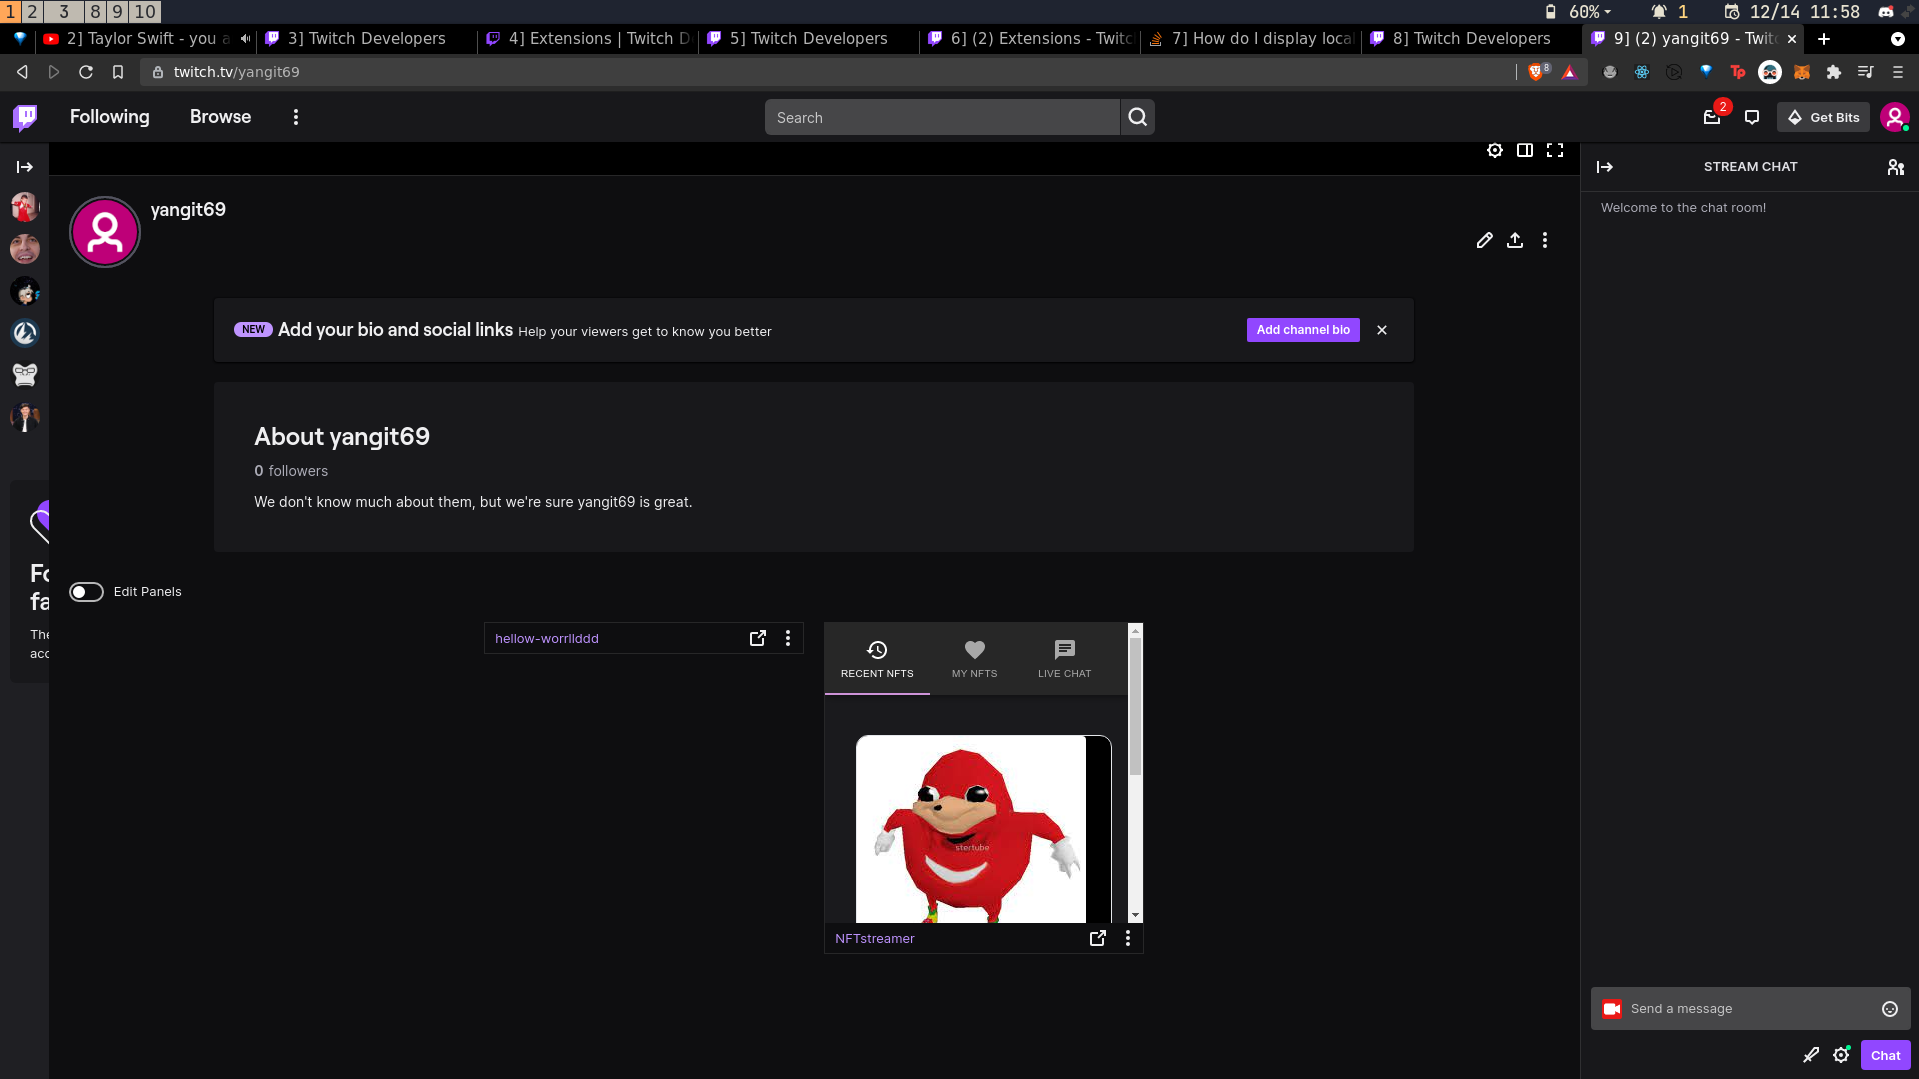 1 2 3 8 9 10
60%
1
12/14 11:58
2] Taylor Swift - you a
3] Twitch Developers
4] Extensions | Twitch D
5] Twitch Developers
6] (2) Extensions - Twitc
7] How do I display local
8] Twitch Developers
9] (2) yangit69 - Twitc
twitch.tv/yangit69
8
Tp
Following
Browse
Search
2
Get Bits
STREAM CHAT
Welcome to the chat room!
yangit69
NEW Add your bio and social links Help your viewers get to know you better
Add channel bio
About yangit69
0 followers
We don't know much about them, but we're sure yangit69 is great.
Fo
fa
The
acc
Edit Panels
hellow-worrllddd
RECENT NFTS
MY NFTS
LIVE CHAT
stertube
NFTstreamer
Send a message
Chat